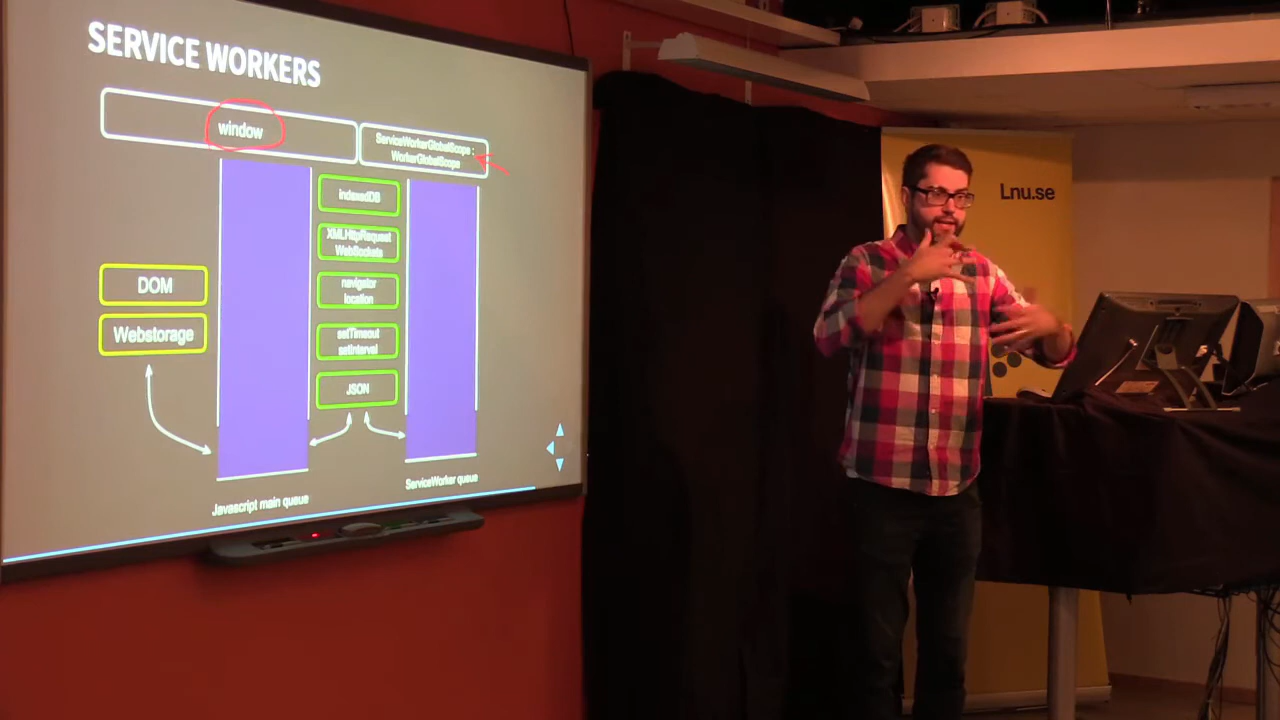 SERVICE WORKERS
window
ServiceWorkerGlobalScope :
WorkerGlobalScope
indexedDB
XMLHttpRequest
WebSockets
navigator
location
setTimeout
setInterval
JSON
DOM
Webstorage
Javascript main queue
ServiceWorker queue
Lnu.se